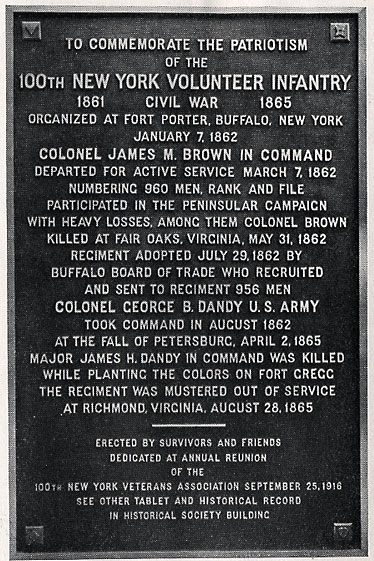 TO COMMEMORATE THE PATRIOTISM
OF THE
100TH NEW YORK VOLUNTEER INFANTRY
1861 CIVIL WAR 1865
ORGANIZED AT FORT PORTER, BUFFALO, NEW YORK
JANUARY 7, 1862
COLONEL JAMES M. BROWN IN COMMAND
DEPARTED FOR ACTIVE SERVICE MARCH 7, 1862
NUMBERING 960 MEN, RANK AND FILE
PARTICIPATED IN THE PENINSULAR CAMPAIGN
WITH HEAVY LOSSES, AMONG THEM COLONEL BROWN
KILLED AT FAIR OAKS, VIRGINIA, MAY 31, 1862
REGIMENT ADOPTED JULY 29, 1862 BY
BUFFALO BOARD OF TRADE WHO RECRUITED
AND SENT TO REGIMENT 956 MEN
COLONEL GEORGE B. DANDY U.S. ARMY
TOOK COMMAND IN AUGUST 1862
AT THE FALL OF PETERSBURG, APRIL 2, 1865
MAJOR JAMES H. DANDY IN COMMAND WAS KILLED
WHILE PLANTING THE COLORS ON FORT GREGG
THE REGIMENT WAS MUSTERED OUT OF SERVICE
AT RICHMOND, VIRGINIA, AUGUST 28, 1865
ERECTED BY SURVIVORS AND FRIENDS
DEDICATED AT ANNUAL REUNION
OF THE
100TH NEW YORK VETERANS ASSOCIATION SEPTEMBER 25, 1916
SEE OTHER TABLET AND HISTORICAL RECORD
IN HISTORICAL SOCIETY BUILDING